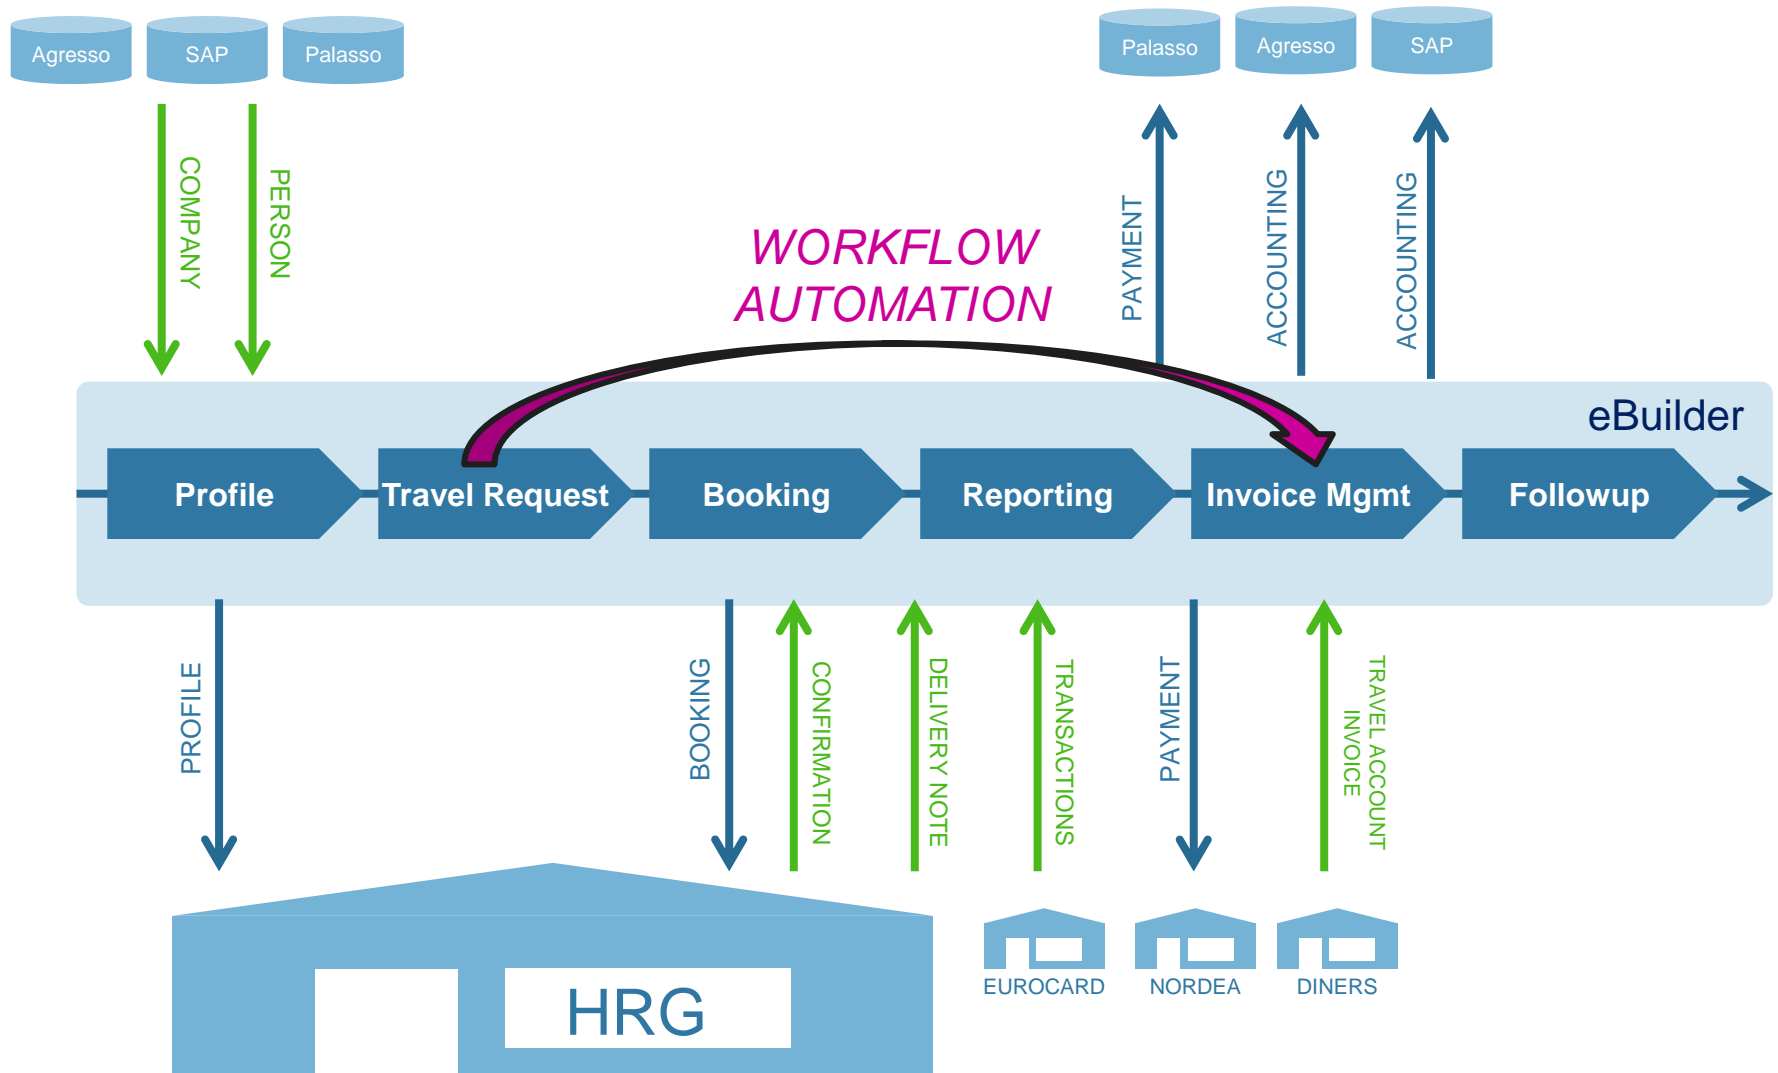 Agresso
SAP
Palasso
Palasso
Agresso
SAP
COMPANY
PERSON
PAYMENT
ACCOUNTING
ACCOUNTING
WORKFLOW
AUTOMATION
eBuilder
Profile
Travel Request
Booking
Reporting
Invoice Mgmt
Followup
PROFILE
BOOKING
CONFIRMATION
DELIVERY NOTE
TRANSACTIONS
PAYMENT
TRAVEL ACCOUNT
INVOICE
HRG
EUROCARD
NORDEA
DINERS